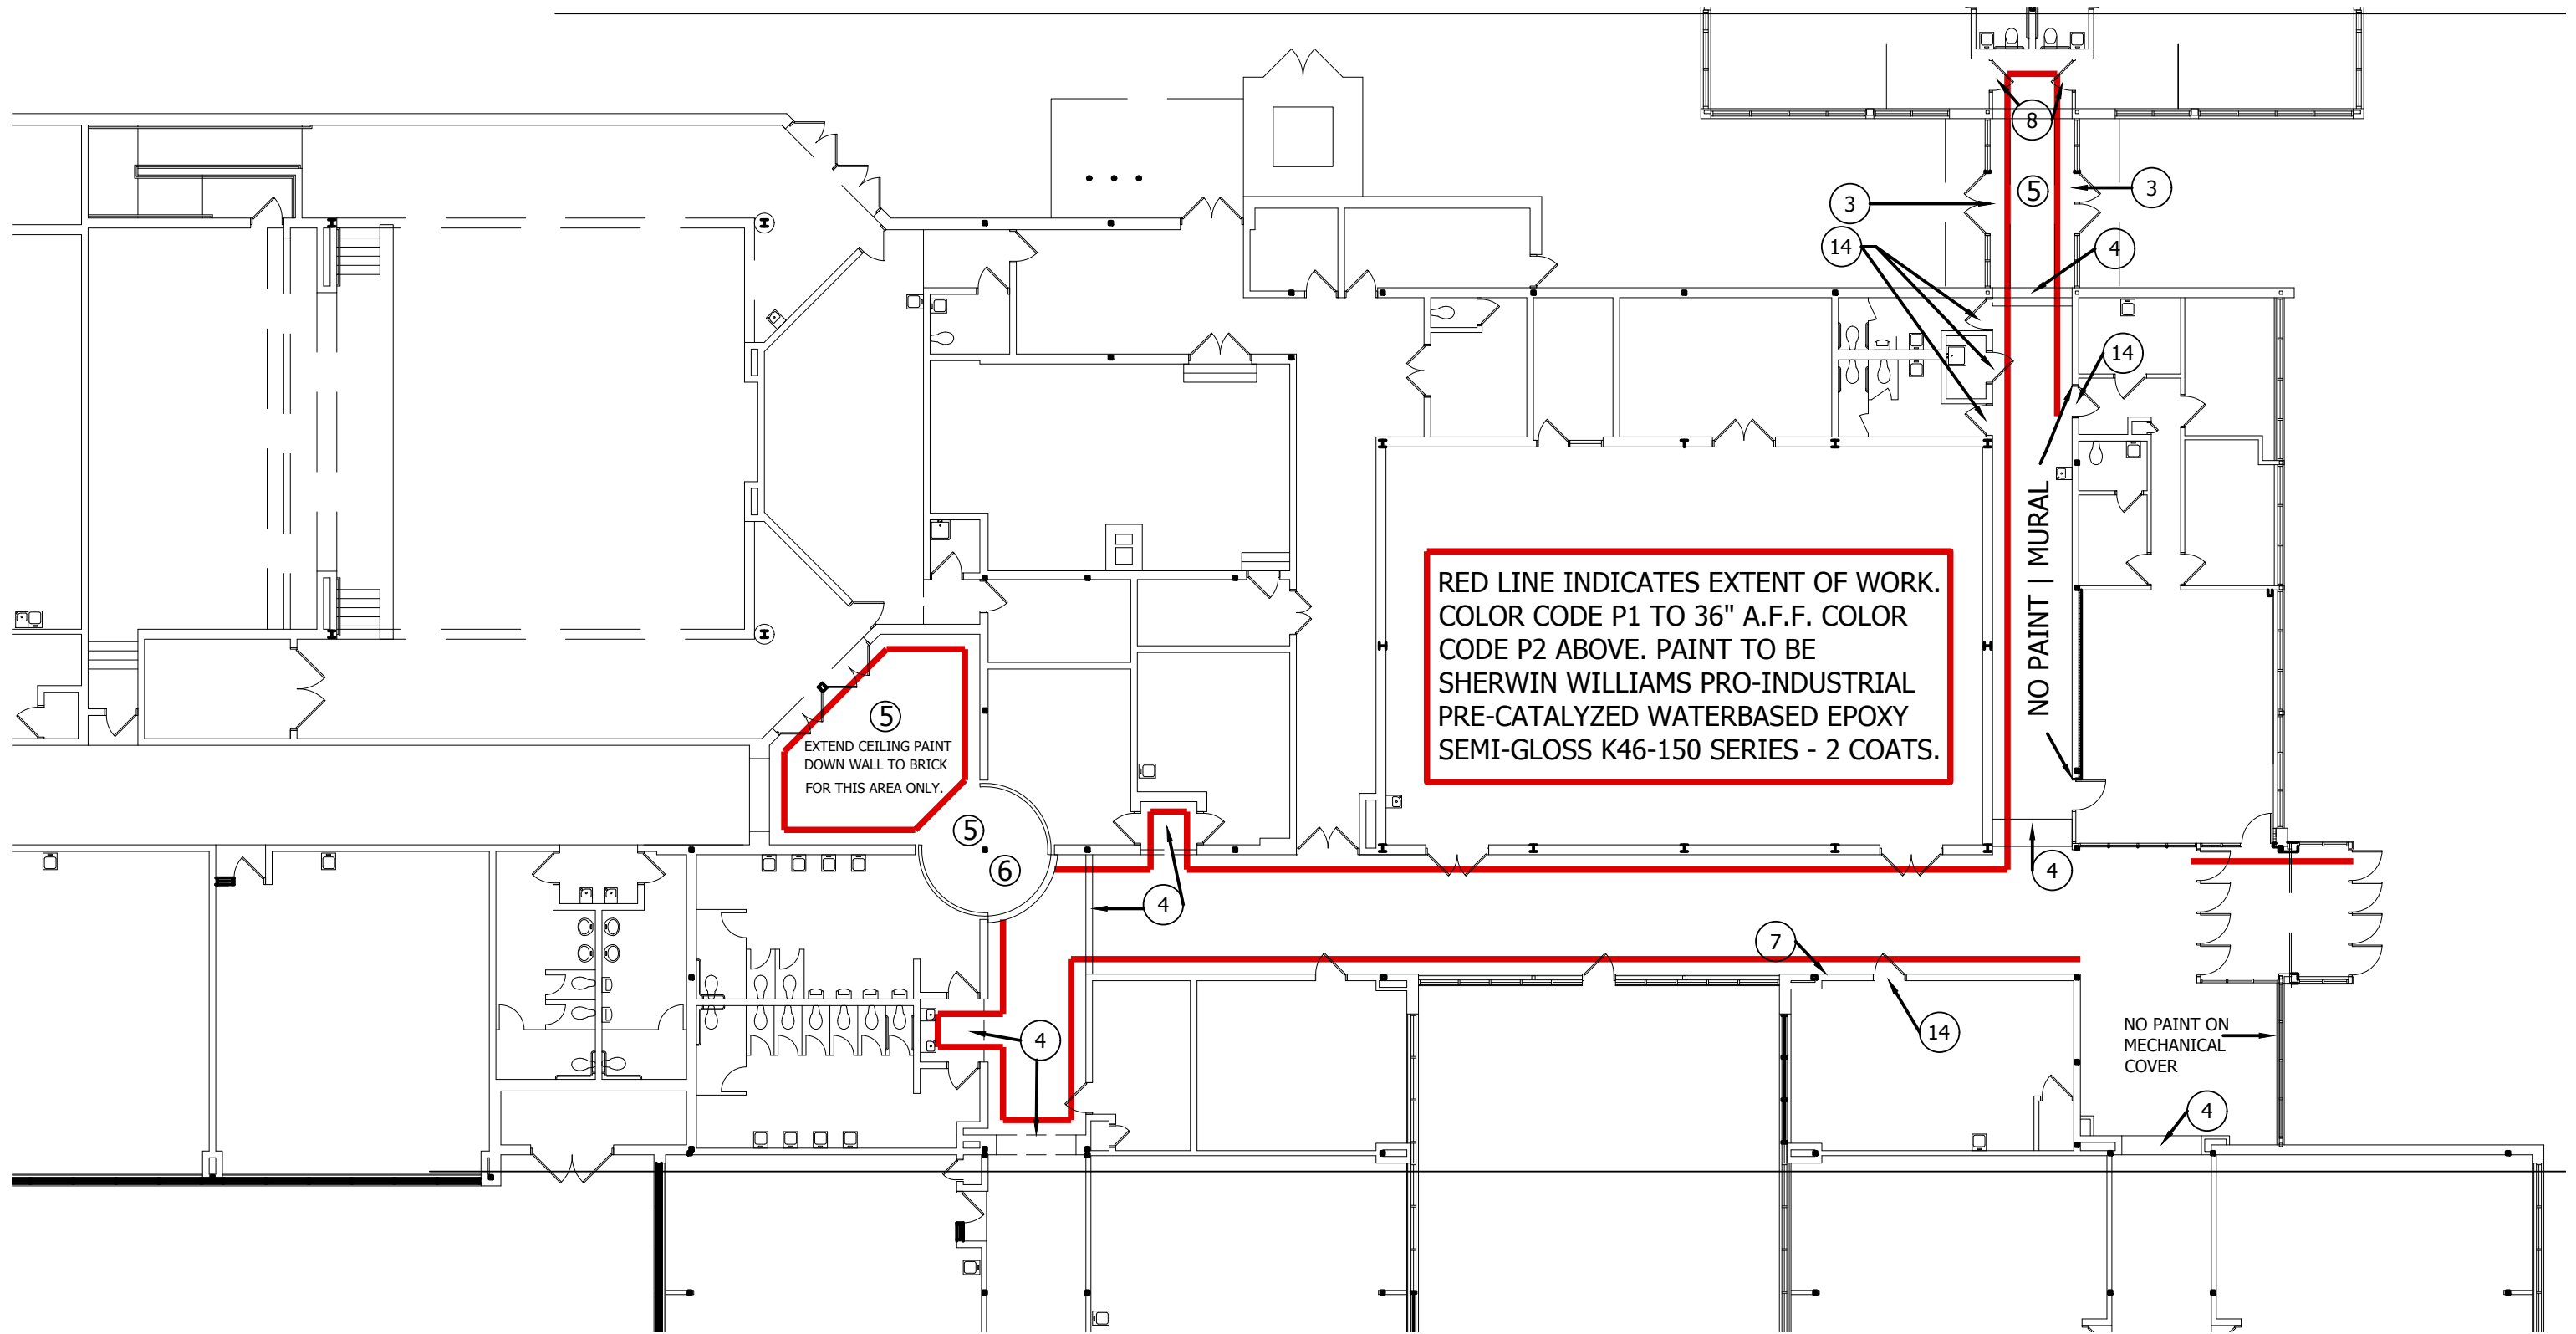 8
3
5
3
14
4
14
NO PAINT | MURAL
RED LINE INDICATES EXTENT OF WORK.
COLOR CODE P1 TO 36" A.F.F. COLOR
CODE P2 ABOVE. PAINT TO BE
SHERWIN WILLIAMS PRO-INDUSTRIAL
PRE-CATALYZED WATERBASED EPOXY
SEMI-GLOSS K46-150 SERIES - 2 COATS.
5
EXTEND CEILING PAINT
DOWN WALL TO BRICK
FOR THIS AREA ONLY.
5
6
4
4
7
14
4
NO PAINT ON
MECHANICAL
COVER
4